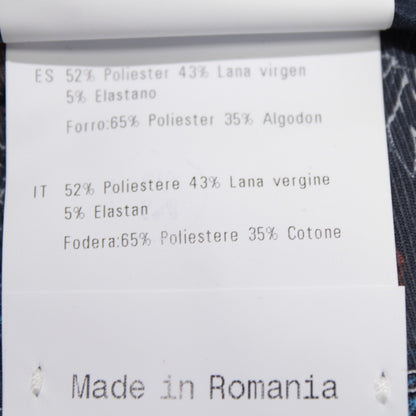 ES 52% Poliester 43% Lana virgen
5% Elastano
Forro:65% Poliester 35% Algodon
IT 52% Poliestere 43% Lana vergine
5% Elastan
Fodera:65% Poliestere 35% Cotone
Made in Romania